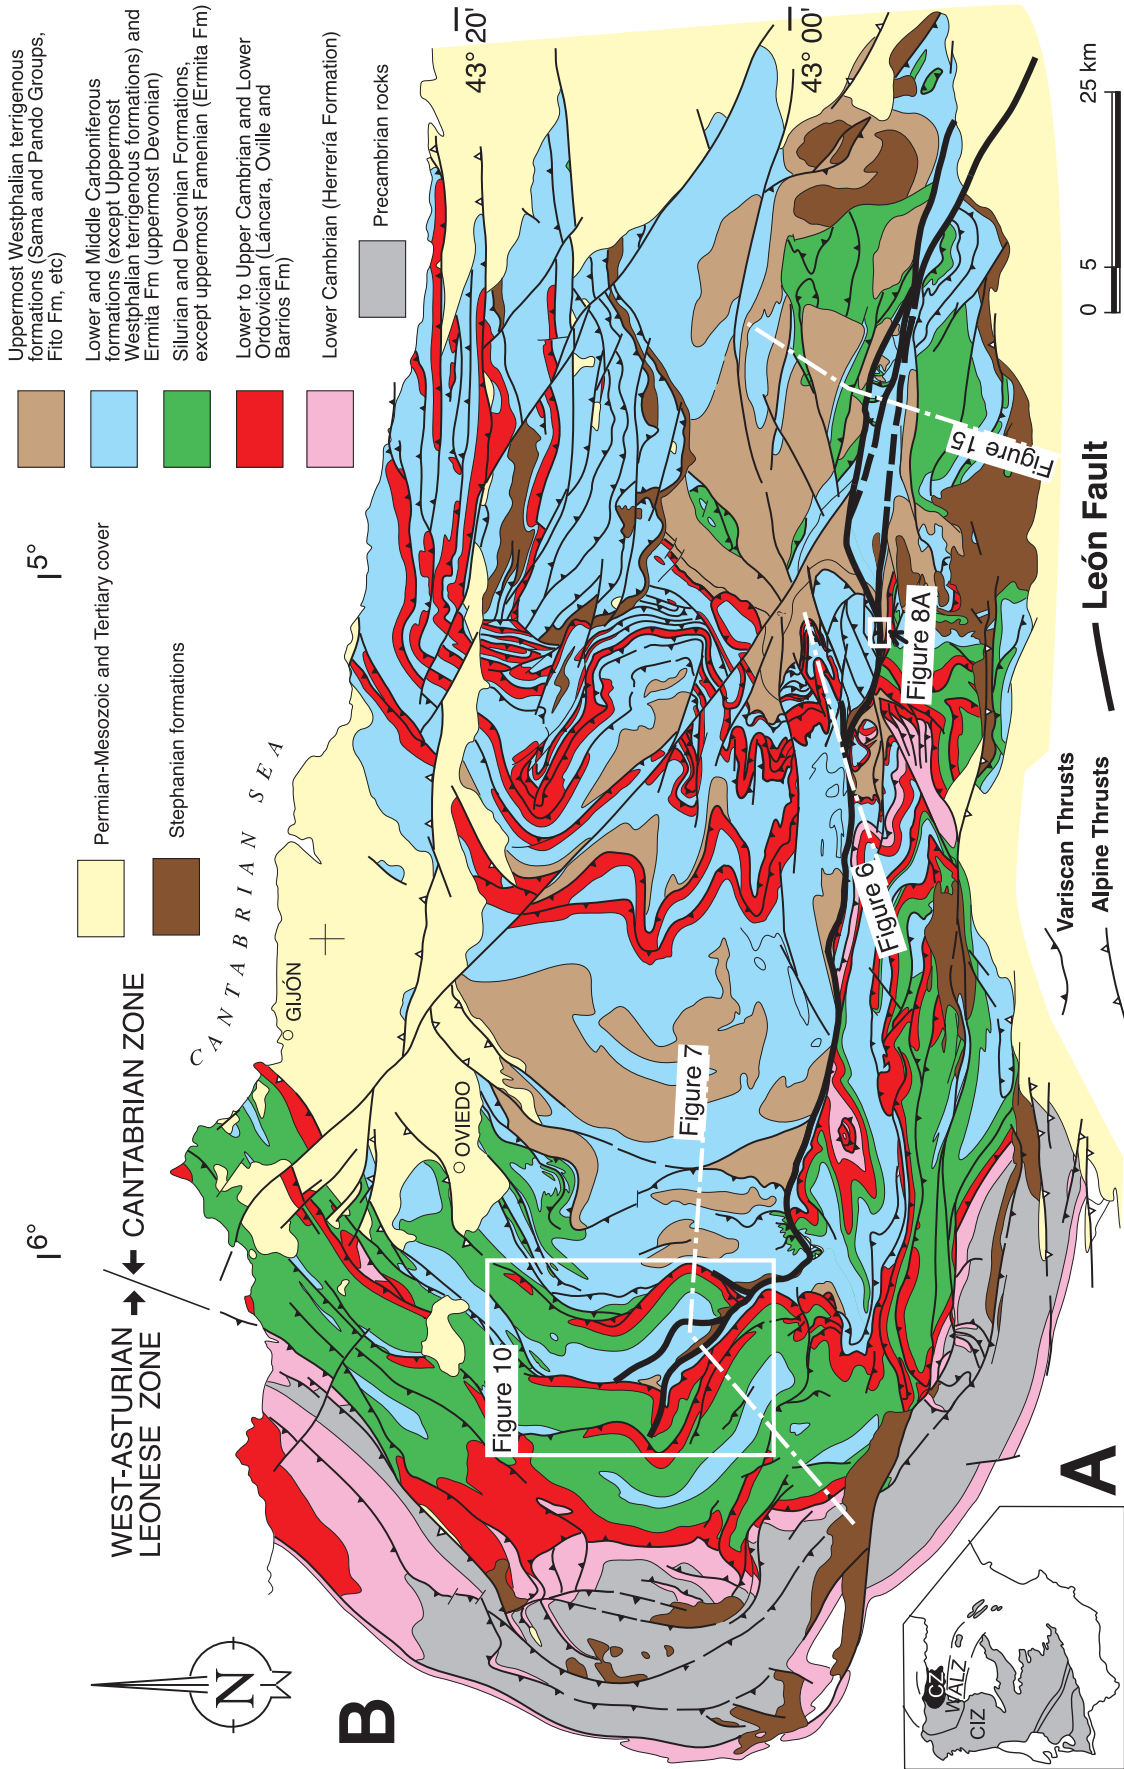 WEST-ASTURIAN
LEONESE ZONE
CANTABRIAN ZONE
6°
5°
Permian-Mesozoic and Tertiary cover
Stephanian formations
Uppermost Westphalian terrigenous
formations (Sama and Pando Groups,
Fito Fm, etc)
Lower and Middle Carboniferous
formations (except Uppermost
Westphalian terrigenous formations) and
Ermita Fm (uppermost Devonian)
Silurian and Devonian Formations,
except uppermost Famenian (Ermita Fm)
Lower to Upper Cambrian and Lower
Ordovician (Láncara, Oville and
Barrios Fm)
Lower Cambrian (Herrería Formation)
Precambrian rocks
CANTABRIAN SEA
GIJÓN
OVIEDO
43° 20'
43° 00'
N
B
Figure 10
Figure 7
Figure 6
Figure 8A
Figure 15
A
CZ
WALZ
CIZ
Variscan Thrusts
Alpine Thrusts
León Fault
0 5 25 km